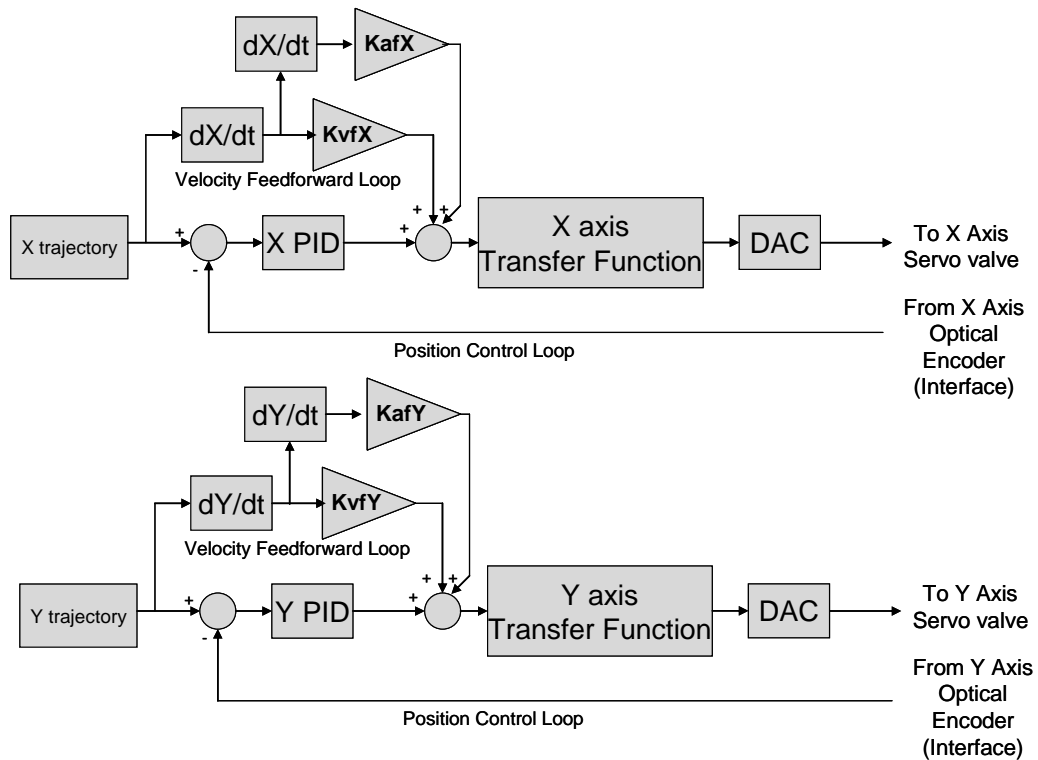 dX/dt
KafX
dX/dt
KvfX
Velocity Feedforward Loop
+
+
X trajectory
+
X PID
+
X axis
Transfer Function
DAC
To X Axis
Servo valve
-
From X Axis
Optical
Encoder
(Interface)
Position Control Loop
dY/dt
KafY
dY/dt
KvfY
Velocity Feedforward Loop
+
+
Y trajectory
+
Y PID
+
Y axis
Transfer Function
DAC
To Y Axis
Servo valve
-
From Y Axis
Optical
Encoder
(Interface)
Position Control Loop